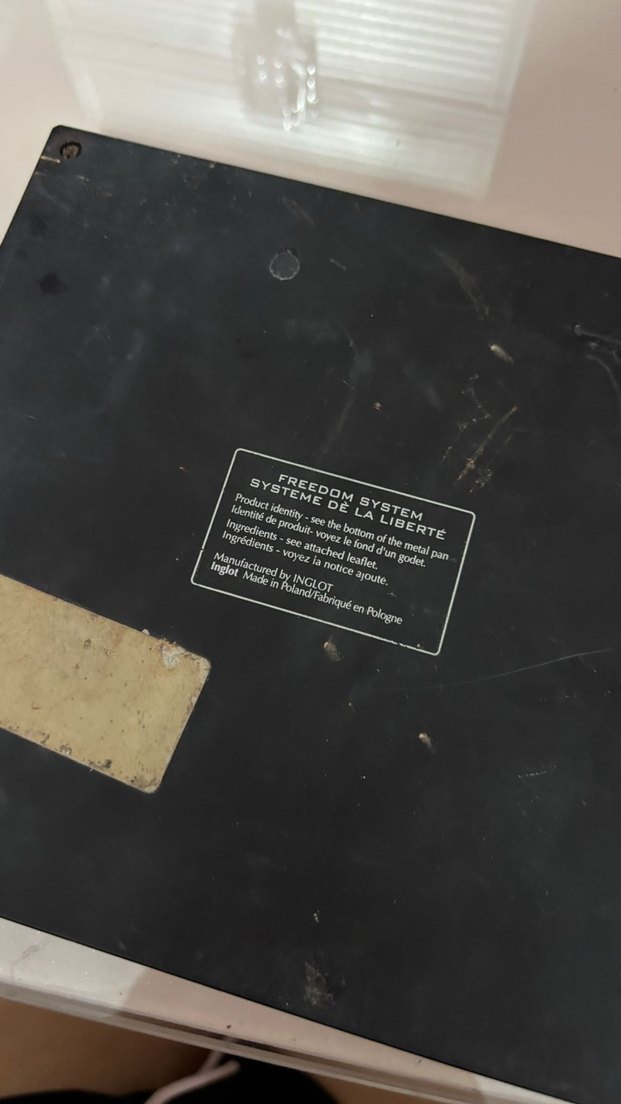 FREEDOM SYSTEM
SYSTEME DÈ LA LIBERTÉ
Product identity - see the bottom of the metal pan
Identité de produit- voyez le fond d'un godet.
Ingredients - see attached leaflet.
Ingrédients - voyez ia notice ajoute.
Manufactured by INGLOT
Inglot Made in Poland/Fabriqué en Pologne